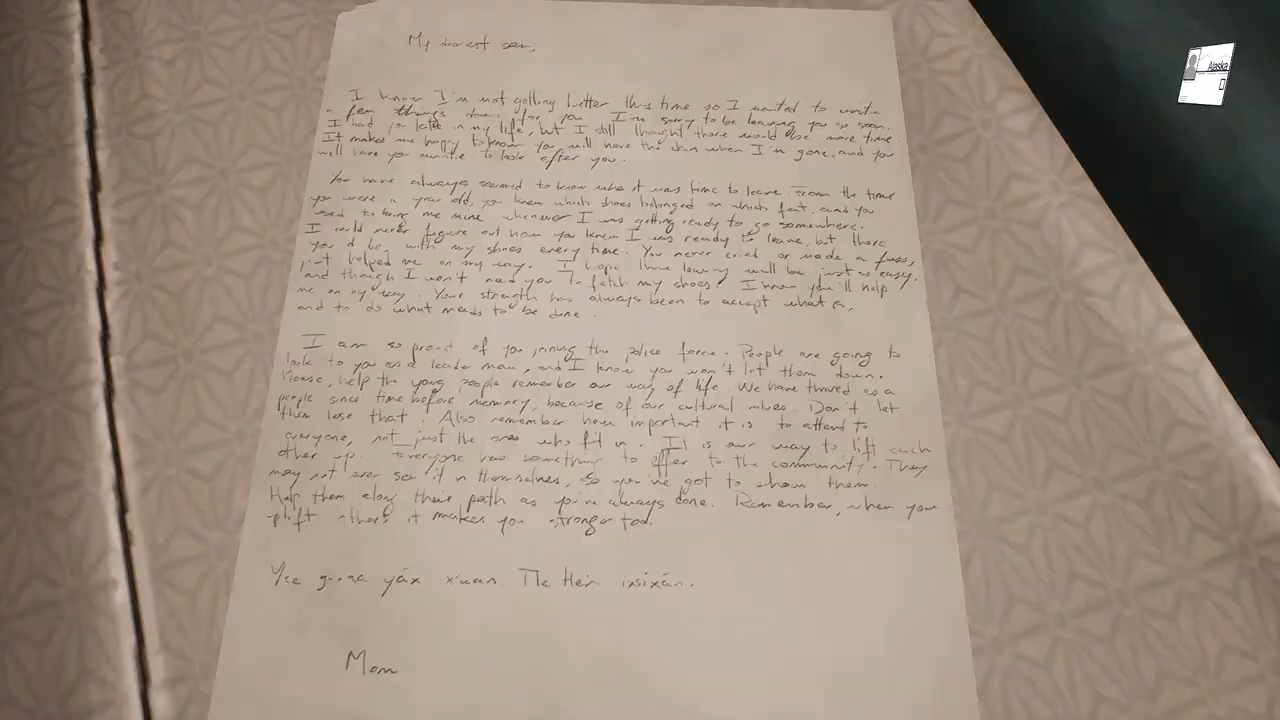 My dearest son,
I know I'm not getting better this time so I wanted to write
a few things down for you. I'm sorry to be leaving you so soon.
I had you late in my life, but I still thought there would be more time.
It makes me happy to know you will have the clan when I'm gone, and you
will have your auntie to look after you.
You have always seemed to know when it was time to leave. From the time
you were a year old, you knew which shoes belonged on which feet, and you
used to bring me mine whenever I was getting ready to go somewhere.
I could never figure out how you knew I was ready to leave, but there
you'd be, with my shoes every time. You never cried or made a fuss,
just helped me on my way. I hope this leaving will be just as easy,
and though I won't need you to fetch my shoes I know you'll help
me on my way. Your strength has always been to accept what is,
and to do what needs to be done.
I am so proud of you joining the police force. People are going to
look to you as a leader man, and I know you won't let them down.
Please, help the young people remember our way of life. We have thrived as a
people since time before memory, because of our cultural values. Don't let
them lose that. Also remember how important it is to attend to
everyone, not just the ones who fit in. It is our way to lift each
other up. Everyone has something to offer to the community. They
may not even see it in themselves, so you've got to show them.
Help them along their path as you've always done. Remember, when you
uplift others it makes you stronger too.
yáx x'wan
Mom
Alaska